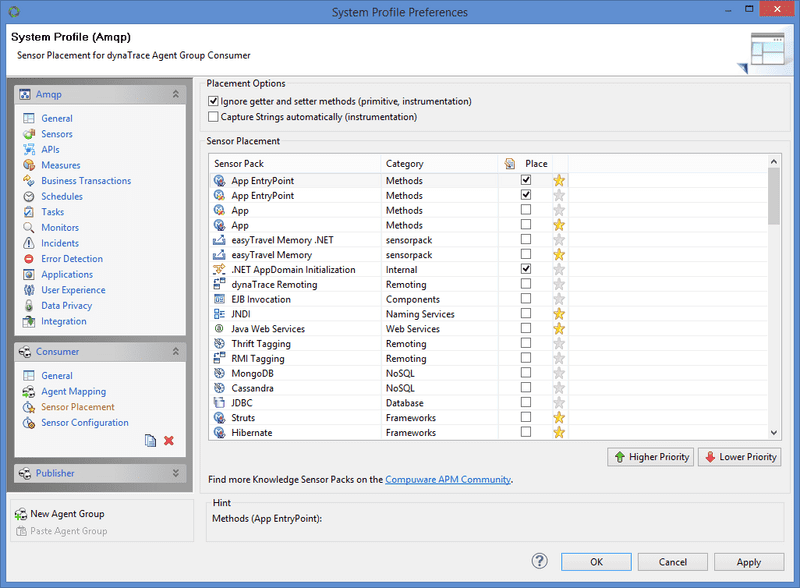 System Profile Preferences
System Profile (Amqp)
Sensor Placement for dynaTrace Agent Group Consumer
Amqp
General
Sensors
APIs
Measures
Business Transactions
Schedules
Tasks
Monitors
Incidents
Error Detection
Applications
User Experience
Data Privacy
Integration
Consumer
General
Agent Mapping
Sensor Placement
Sensor Configuration
Publisher
New Agent Group
Paste Agent Group
Placement Options
Ignore getter and setter methods (primitive, instrumentation)
Capture Strings automatically (instrumentation)
Sensor Placement
Sensor Pack Category Place
App EntryPoint Methods
App EntryPoint Methods
App Methods
App Methods
easyTravel Memory .NET sensorpack
easyTravel Memory sensorpack
.NET AppDomain Initialization Internal
dynaTrace Remoting Remoting
EJB Invocation Components
JNDI Naming Services
Java Web Services Web Services
Thrift Tagging Remoting
RMI Tagging Remoting
MongoDB NoSQL
Cassandra NoSQL
JDBC Database
Struts Frameworks
Hibernate Frameworks
Higher Priority Lower Priority
Find more Knowledge Sensor Packs on the Compuware APM Community.
Hint
Methods (App EntryPoint):
? OK Cancel Apply